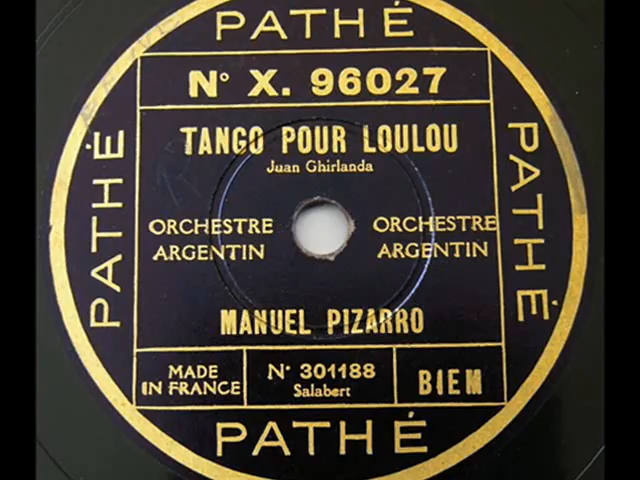 PATHÉ
N° X. 96027
TANGO POUR LOULOU
Juan Ghirlanda
PATHÉ
PATHÉ
ORCHESTRE
ARGENTIN
ORCHESTRE
ARGENTIN
MANUEL PIZARRO
MADE
IN FRANCE
N° 301188
Salabert
BIEM
PATHÉ